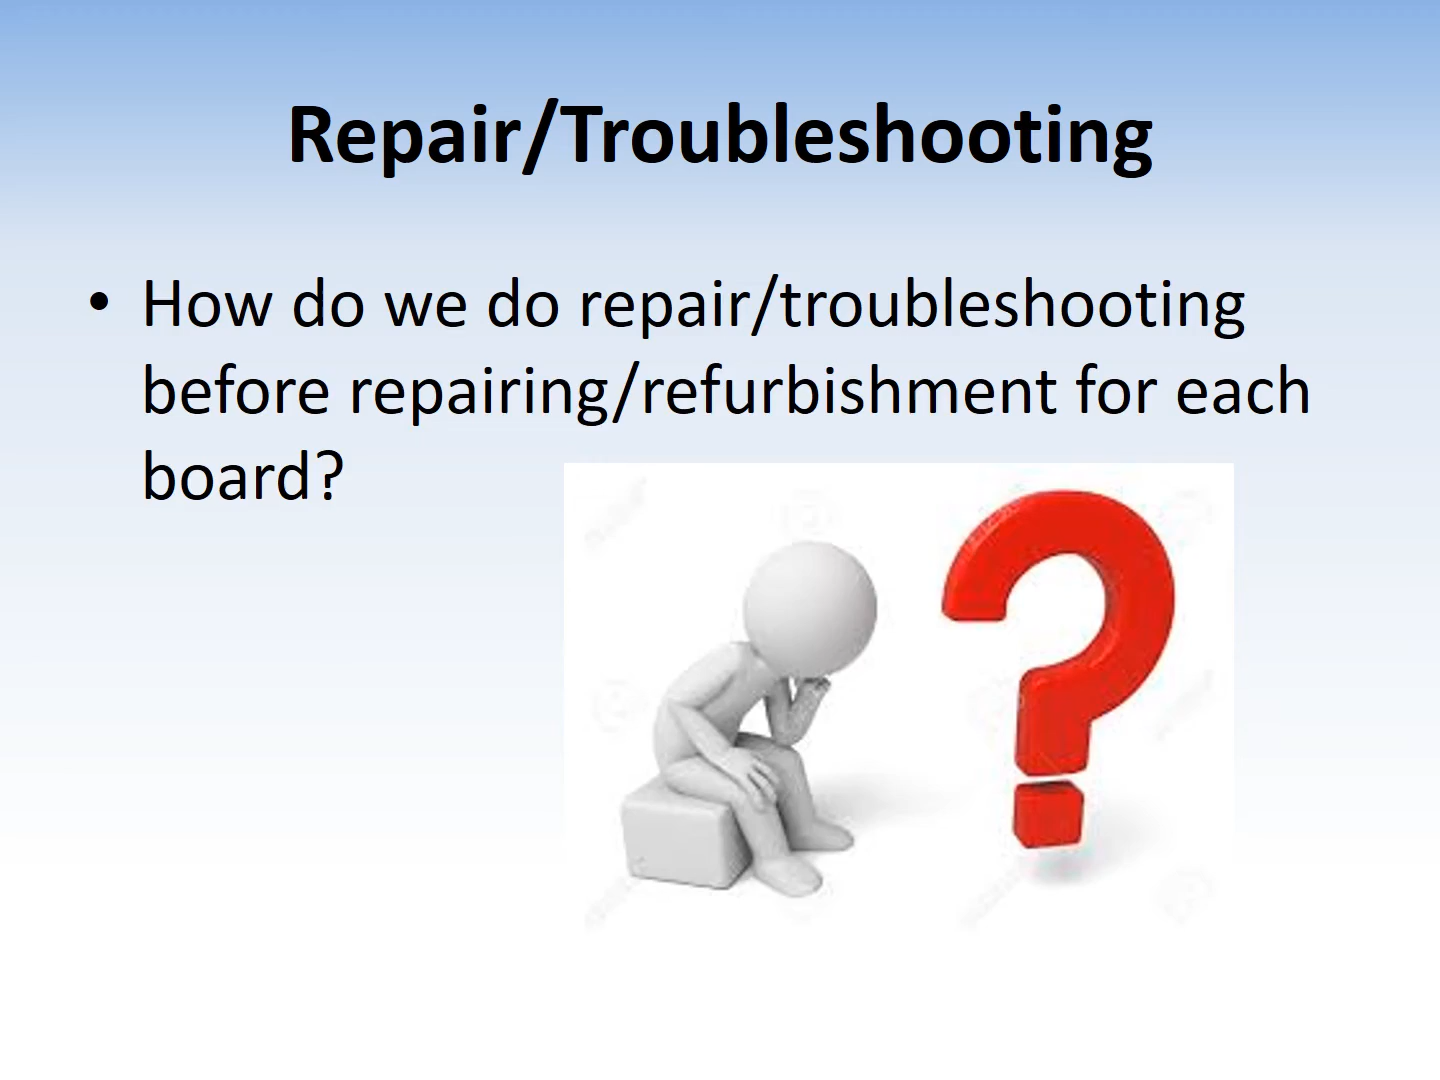 Repair/Troubleshooting
• How do we do repair/troubleshooting
before repairing/refurbishment for each
board?